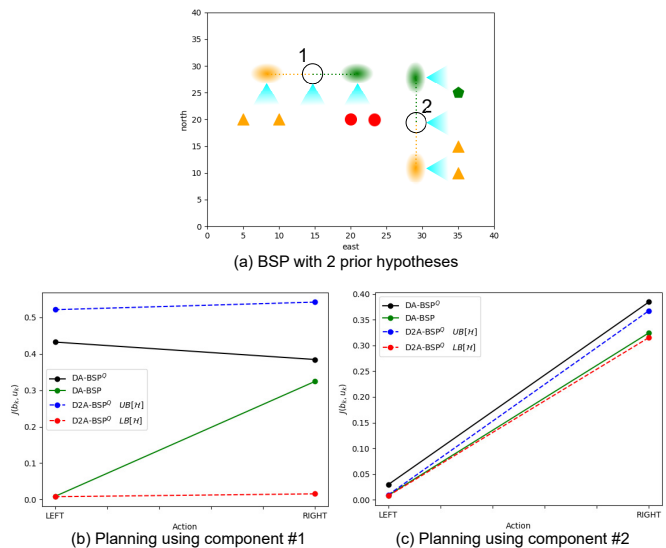 40
35
30
25
20
15
10
5
0
north
1
2
0 5 10 15 20 25 30 35 40
east
(a) BSP with 2 prior hypotheses
0.5
0.4
0.3
0.2
0.1
0.0
J(b_k, u_k)
DA-BSP^Q
DA-BSP
D2A-BSP^Q UB[ℋ]
D2A-BSP^Q LB[ℋ]
LEFT RIGHT
Action
(b) Planning using component #1
0.40
0.35
0.30
0.25
0.20
0.15
0.10
0.05
0.00
J(b_k, u_k)
DA-BSP^Q
DA-BSP
D2A-BSP^Q UB[ℋ]
D2A-BSP^Q LB[ℋ]
LEFT RIGHT
Action
(c) Planning using component #2